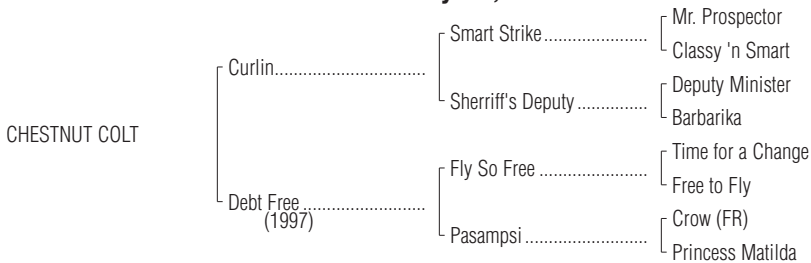 Mr. Prospector
Smart Strike......................
Classy 'n Smart
Curlin...............................
Deputy Minister
Sherriff's Deputy ...............
Barbarika
CHESTNUT COLT
Time for a Change
Fly So Free .......................
Free to Fly
Debt Free .........................
(1997)
Crow (FR)
Pasampsi .........................
Princess Matilda